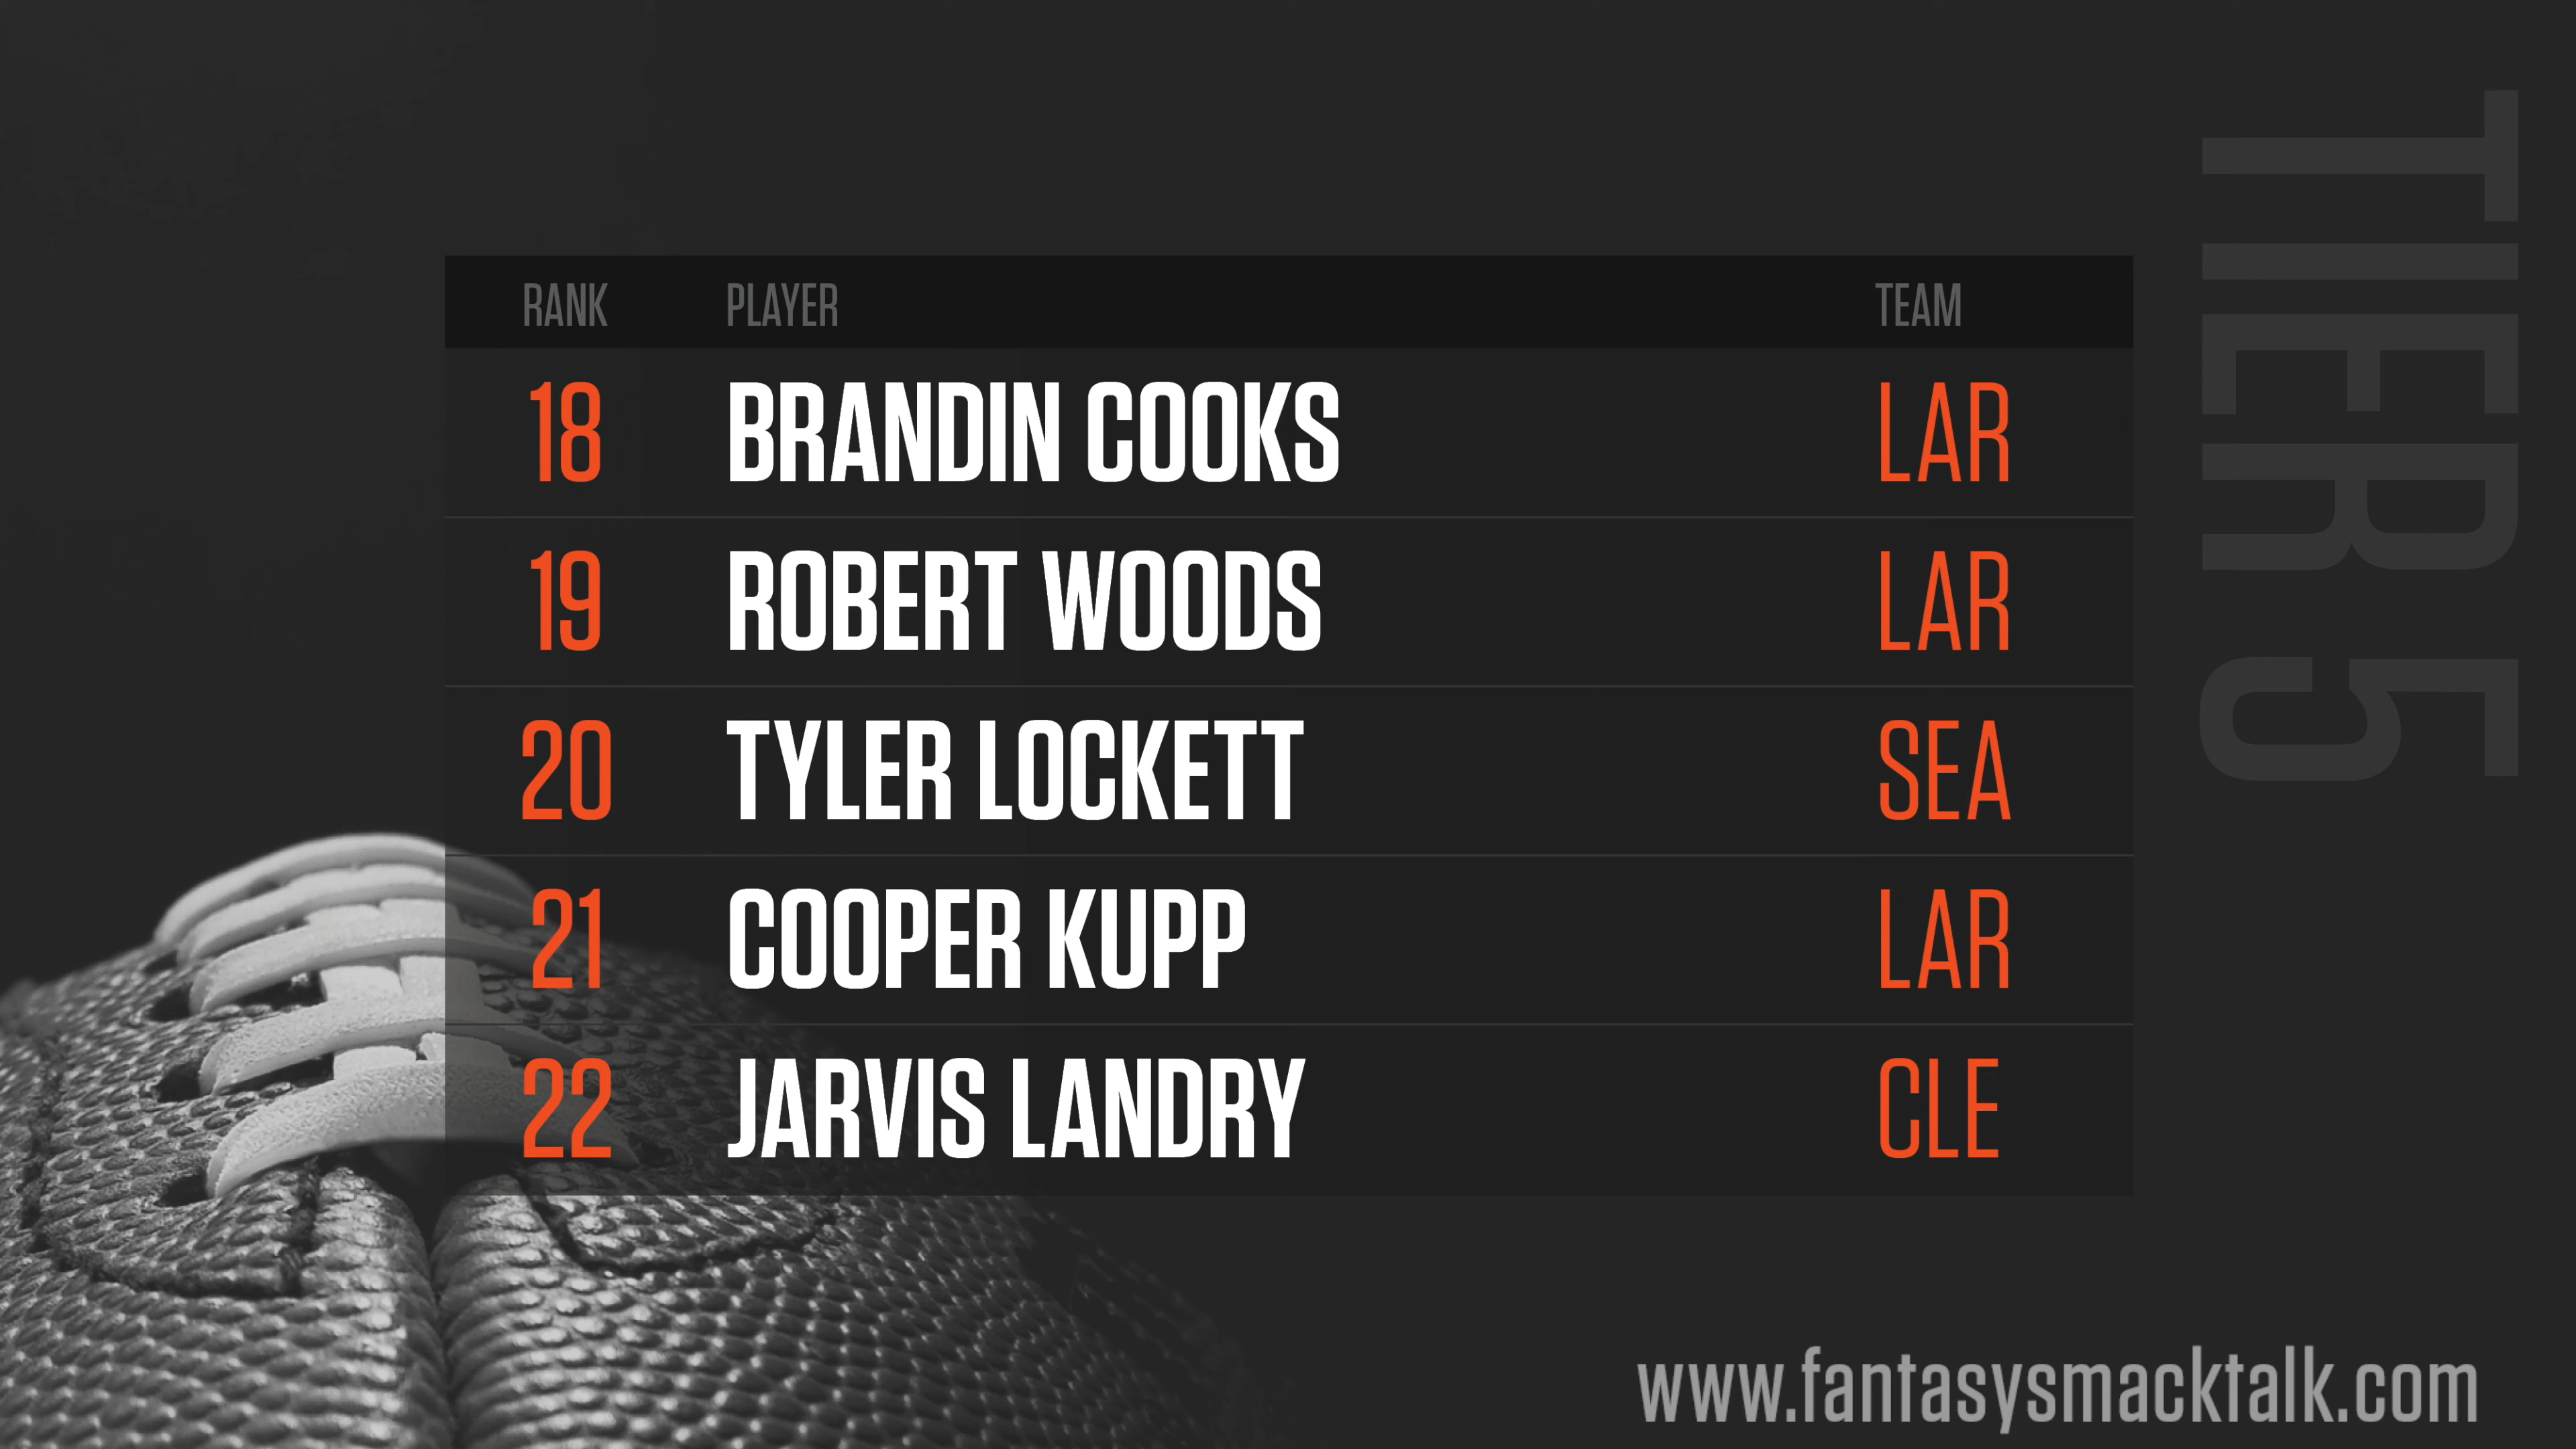 TIER 5
RANK PLAYER TEAM
18 BRANDIN COOKS LAR
19 ROBERT WOODS LAR
20 TYLER LOCKETT SEA
21 COOPER KUPP LAR
22 JARVIS LANDRY CLE
www.fantasysmacktalk.com